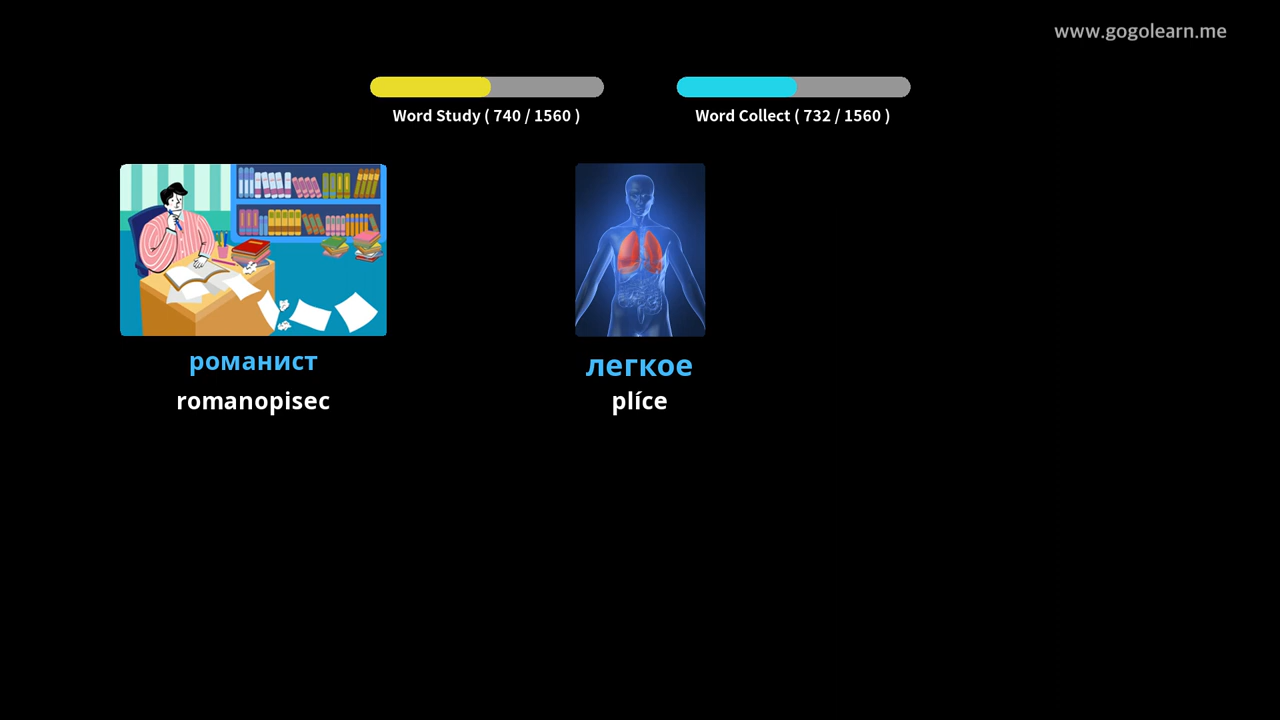 www.gogolearn.me
Word Study ( 740 / 1560 )
Word Collect ( 732 / 1560 )
романист
romanopisec
легкое
plíce